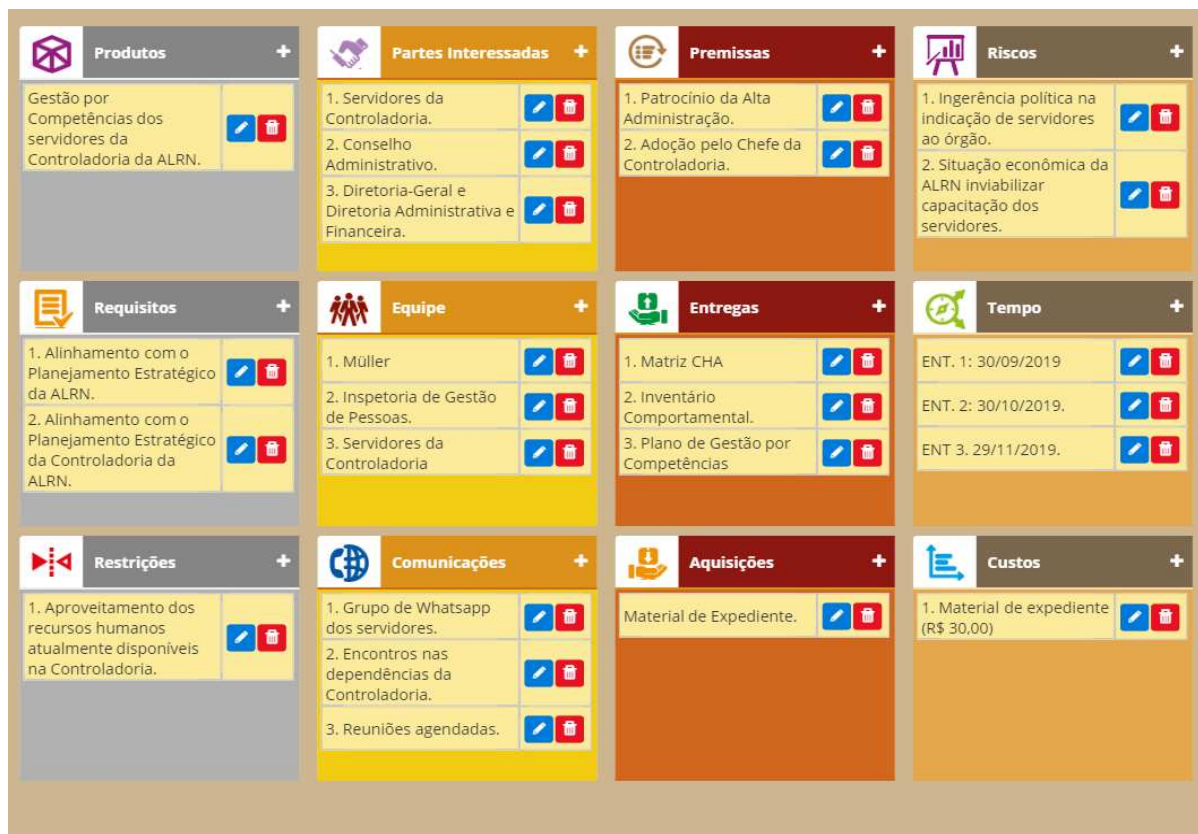 Produtos
Gestão por
Competências dos
servidores da
Controladoria da ALRN.
Partes Interessadas
1. Servidores da
Controladoria.
2. Conselho
Administrativo.
3. Diretoria-Geral e
Diretoria Administrativa e
Financeira.
Premissas
1. Patrocínio da Alta
Administração.
2. Adoção pelo Chefe da
Controladoria.
Riscos
1. Ingerência política na
indicação de servidores
ao órgão.
2. Situação econômica da
ALRN inviabilizar
capacitação dos
servidores.
Requisitos
1. Alinhamento com o
Planejamento Estratégico
da ALRN.
2. Alinhamento com o
Planejamento Estratégico
da Controladoria da
ALRN.
Equipe
1. Müller
2. Inspetoria de Gestão
de Pessoas.
3. Servidores da
Controladoria
Entregas
1. Matriz CHA
2. Inventário
Comportamental.
3. Plano de Gestão por
Competências
Tempo
ENT. 1: 30/09/2019
ENT. 2: 30/10/2019.
ENT 3. 29/11/2019.
Restrições
1. Aproveitamento dos
recursos humanos
atualmente disponíveis
na Controladoria.
Comunicações
1. Grupo de Whatsapp
dos servidores.
2. Encontros nas
dependências da
Controladoria.
3. Reuniões agendadas.
Aquisições
Material de Expediente.
Custos
1. Material de expediente
(R$ 30,00)